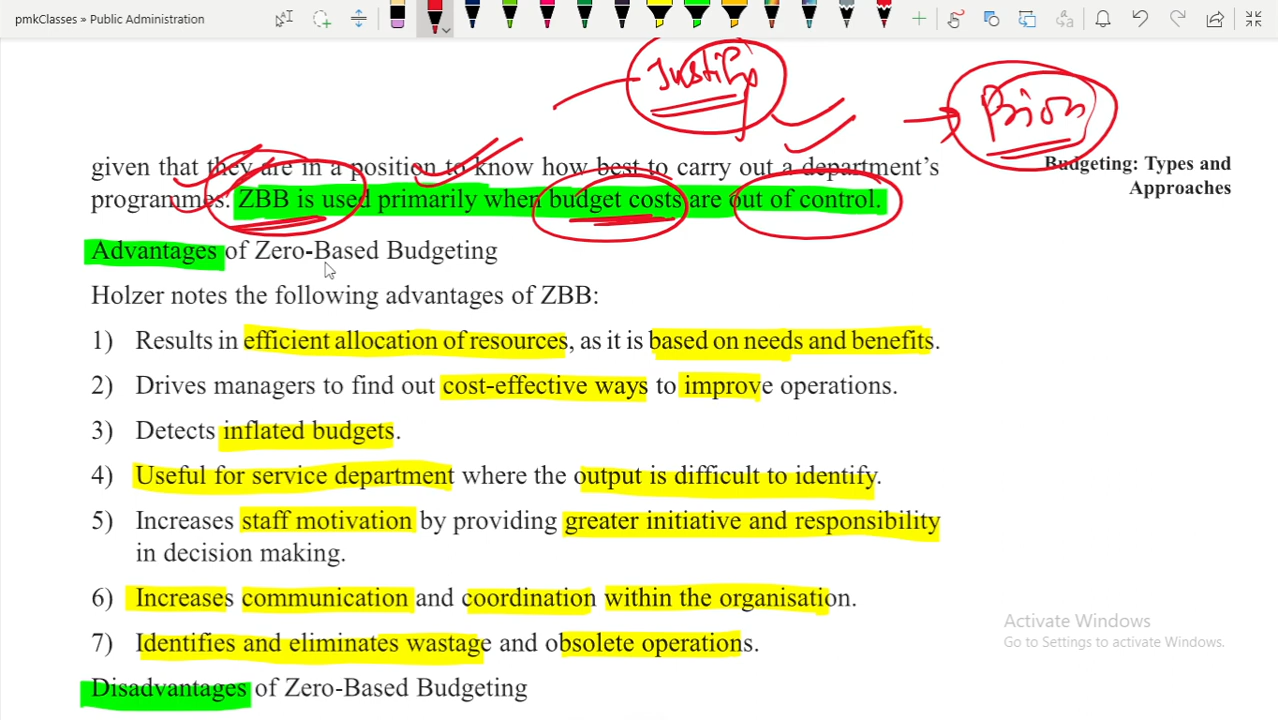 pmkClasses » Public Administration
Justify
Prior
given that they are in a position to know how best to carry out a department's
programmes. ZBB is used primarily when budget costs are out of control.
Budgeting: Types and
Approaches
Advantages of Zero-Based Budgeting
Holzer notes the following advantages of ZBB:
1) Results in efficient allocation of resources, as it is based on needs and benefits.
2) Drives managers to find out cost-effective ways to improve operations.
3) Detects inflated budgets.
4) Useful for service department where the output is difficult to identify.
5) Increases staff motivation by providing greater initiative and responsibility
in decision making.
6) Increases communication and coordination within the organisation.
7) Identifies and eliminates wastage and obsolete operations.
Activate Windows
Go to Settings to activate Windows.
Disadvantages of Zero-Based Budgeting